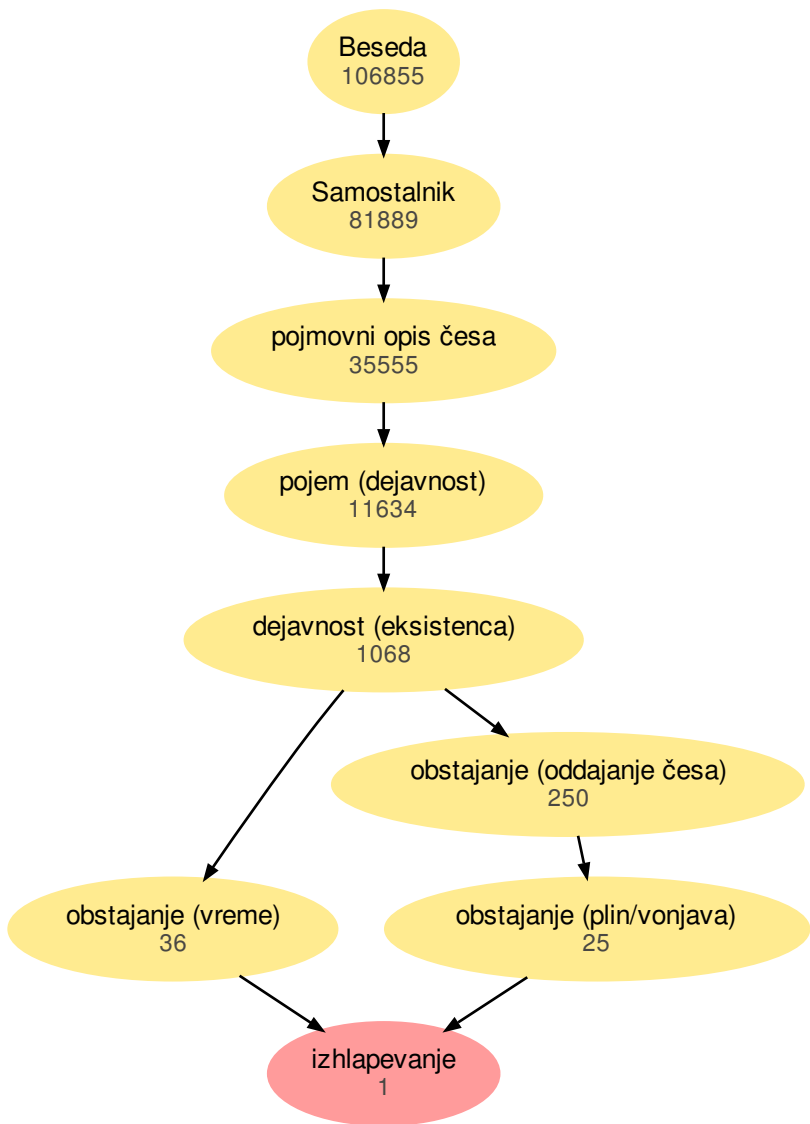 Beseda
106855
Samostalnik
81889
pojmovni opis česa
35555
pojem (dejavnost)
11634
dejavnost (eksistenca)
1068
obstajanje (oddajanje česa)
250
obstajanje (vreme)
36
obstajanje (plin/vonjava)
25
izhlapevanje
1